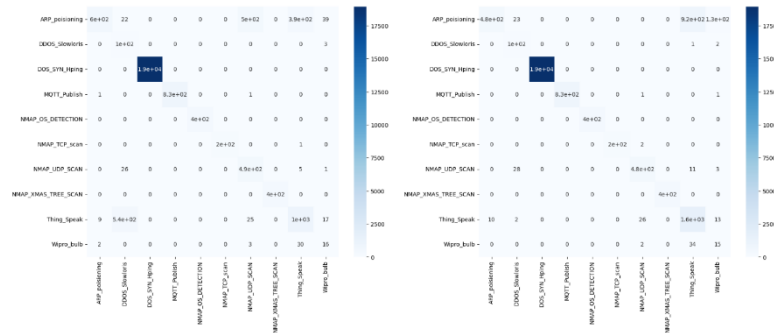 ARP_poisioning 6e+02 22 0 0 0 0 5e+02 0 3.9e+02 39
DDOS_Slowloris 0 1e+02 0 0 0 0 0 0 0 3
DOS_SYN_Hping 0 0 1.9e+04 0 0 0 0 0 0 0
MQTT_Publish 1 0 0 8.3e+02 0 0 1 0 0 1
NMAP_OS_DETECTION 0 0 0 0 4e+02 0 0 0 0 0
NMAP_TCP_scan 0 0 0 0 0 2e+02 0 0 1 0
NMAP_UDP_SCAN 0 26 0 0 0 0 4.9e+02 0 5 1
NMAP_XMAS_TREE_SCAN 0 0 0 0 0 0 0 4e+02 0 0
Thing_Speak 9 5.4e+02 0 0 0 0 25 0 1e+03 17
Wipro_bulb 2 0 0 0 0 0 3 0 30 16
ARP_poisioning DDOS_Slowloris DOS_SYN_Hping MQTT_Publish NMAP_OS_DETECTION NMAP_TCP_scan NMAP_UDP_SCAN NMAP_XMAS_TREE_SCAN Thing_Speak Wipro_bulb
17500
15000
12500
10000
7500
5000
2500
0
ARP_poisioning 4.8e+02 23 0 0 0 0 0 0 9.2e+02 1.3e+02
DDOS_Slowloris 0 1e+02 0 0 0 0 0 0 1 2
DOS_SYN_Hping 0 0 1.9e+04 0 0 0 0 0 0 0
MQTT_Publish 0 0 0 8.3e+02 0 0 1 0 0 1
NMAP_OS_DETECTION 0 0 0 0 4e+02 0 0 0 0 0
NMAP_TCP_scan 0 0 0 0 0 2e+02 2 0 0 0
NMAP_UDP_SCAN 0 28 0 0 0 0 4.8e+02 0 11 3
NMAP_XMAS_TREE_SCAN 0 0 0 0 0 0 0 4e+02 0 0
Thing_Speak 10 2 0 0 0 0 26 0 1.6e+03 13
Wipro_bulb 0 0 0 0 0 0 2 0 34 15
ARP_poisioning DDOS_Slowloris DOS_SYN_Hping MQTT_Publish NMAP_OS_DETECTION NMAP_TCP_scan NMAP_UDP_SCAN NMAP_XMAS_TREE_SCAN Thing_Speak Wipro_bulb